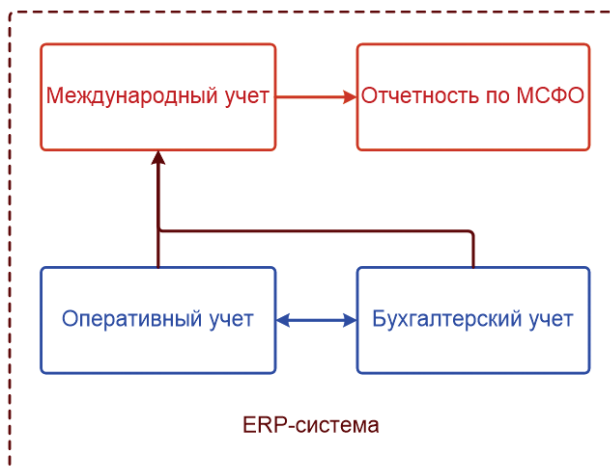 Международный учет
Отчетность по МСФО
Оперативный учет
Бухгалтерский учет
ERP-система